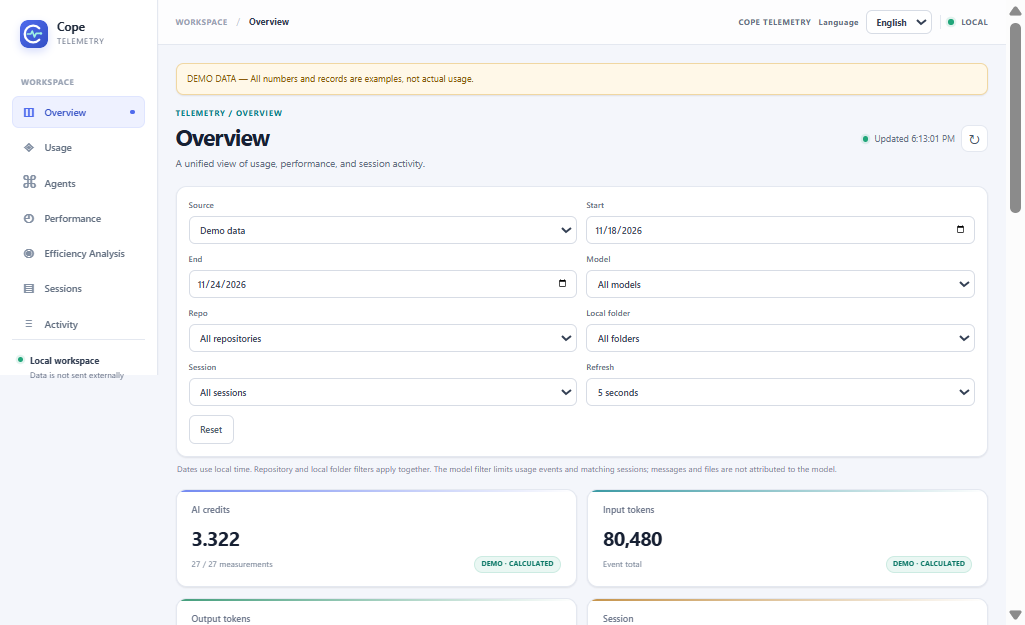 Cope
TELEMETRY
WORKSPACE
Overview
Usage
Agents
Performance
Efficiency Analysis
Sessions
Activity
Local workspace
Data is not sent externally
WORKSPACE / Overview
COPE TELEMETRY Language English LOCAL
DEMO DATA — All numbers and records are examples, not actual usage.
TELEMETRY / OVERVIEW
Overview
Updated 6:13:01 PM
A unified view of usage, performance, and session activity.
Source
Demo data
Start
11/18/2026
End
11/24/2026
Model
All models
Repo
All repositories
Local folder
All folders
Session
All sessions
Refresh
5 seconds
Reset
Dates use local time. Repository and local folder filters apply together. The model filter limits usage events and matching sessions; messages and files are not attributed to the model.
AI credits
3.322
27 / 27 measurements
DEMO · CALCULATED
Input tokens
80,480
Event total
DEMO · CALCULATED
Output tokens
Session